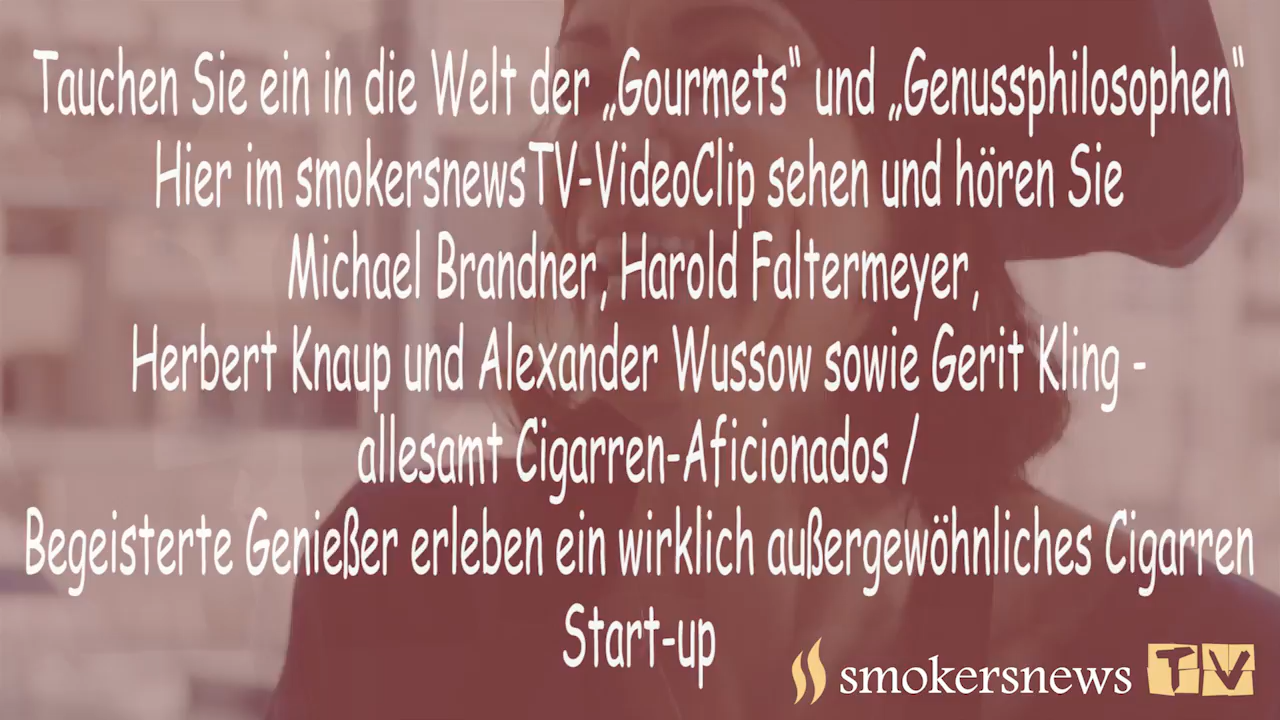 Tauchen Sie ein in die Welt der „Gourmets“ und „Genussphilosophen“
Hier im smokersnewsTV-VideoClip sehen und hören Sie
Michael Brandner, Harold Faltermeyer,
Herbert Knaup und Alexander Wussow sowie Gerit Kling -
allesamt Cigarren-Aficionados /
Begeisterte Genießer erleben ein wirklich außergewöhnliches Cigarren
Start-up
smokersnews TV